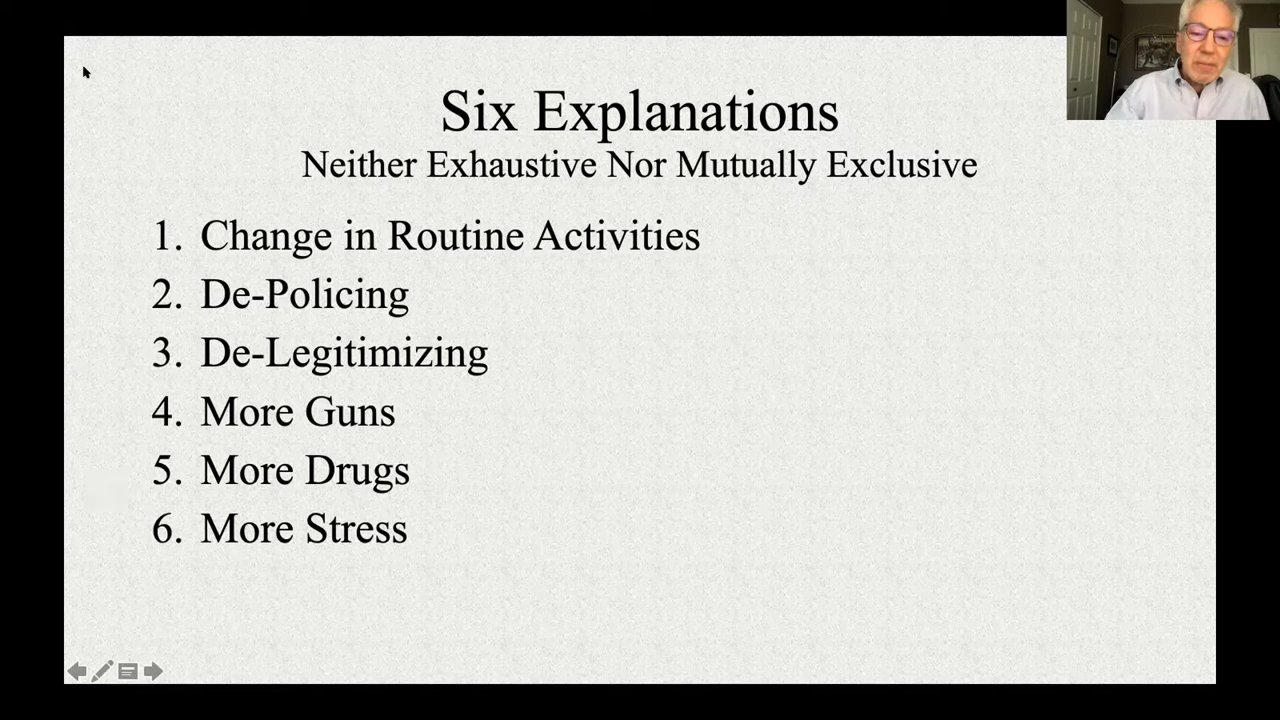 Six Explanations
Neither Exhaustive Nor Mutually Exclusive
1. Change in Routine Activities
2. De-Policing
3. De-Legitimizing
4. More Guns
5. More Drugs
6. More Stress